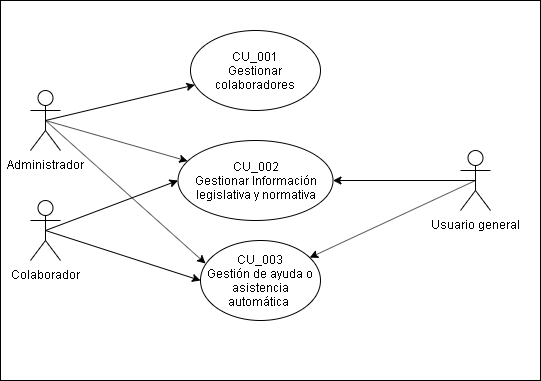 CU_001
Gestionar
colaboradores
Administrador
CU_002
Gestionar Información
legislativa y normativa
Usuario general
Colaborador
CU_003
Gestión de ayuda o
asistencia
automática